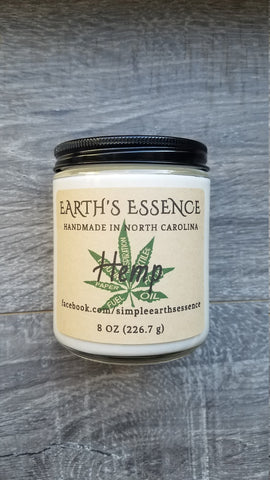 EARTH'S ESSENCE
HANDMADE IN NORTH CAROLINA
Hemp
PAPER
FUEL
OIL
facebook.com/simpleearthsessence
8 OZ (226.7 g)